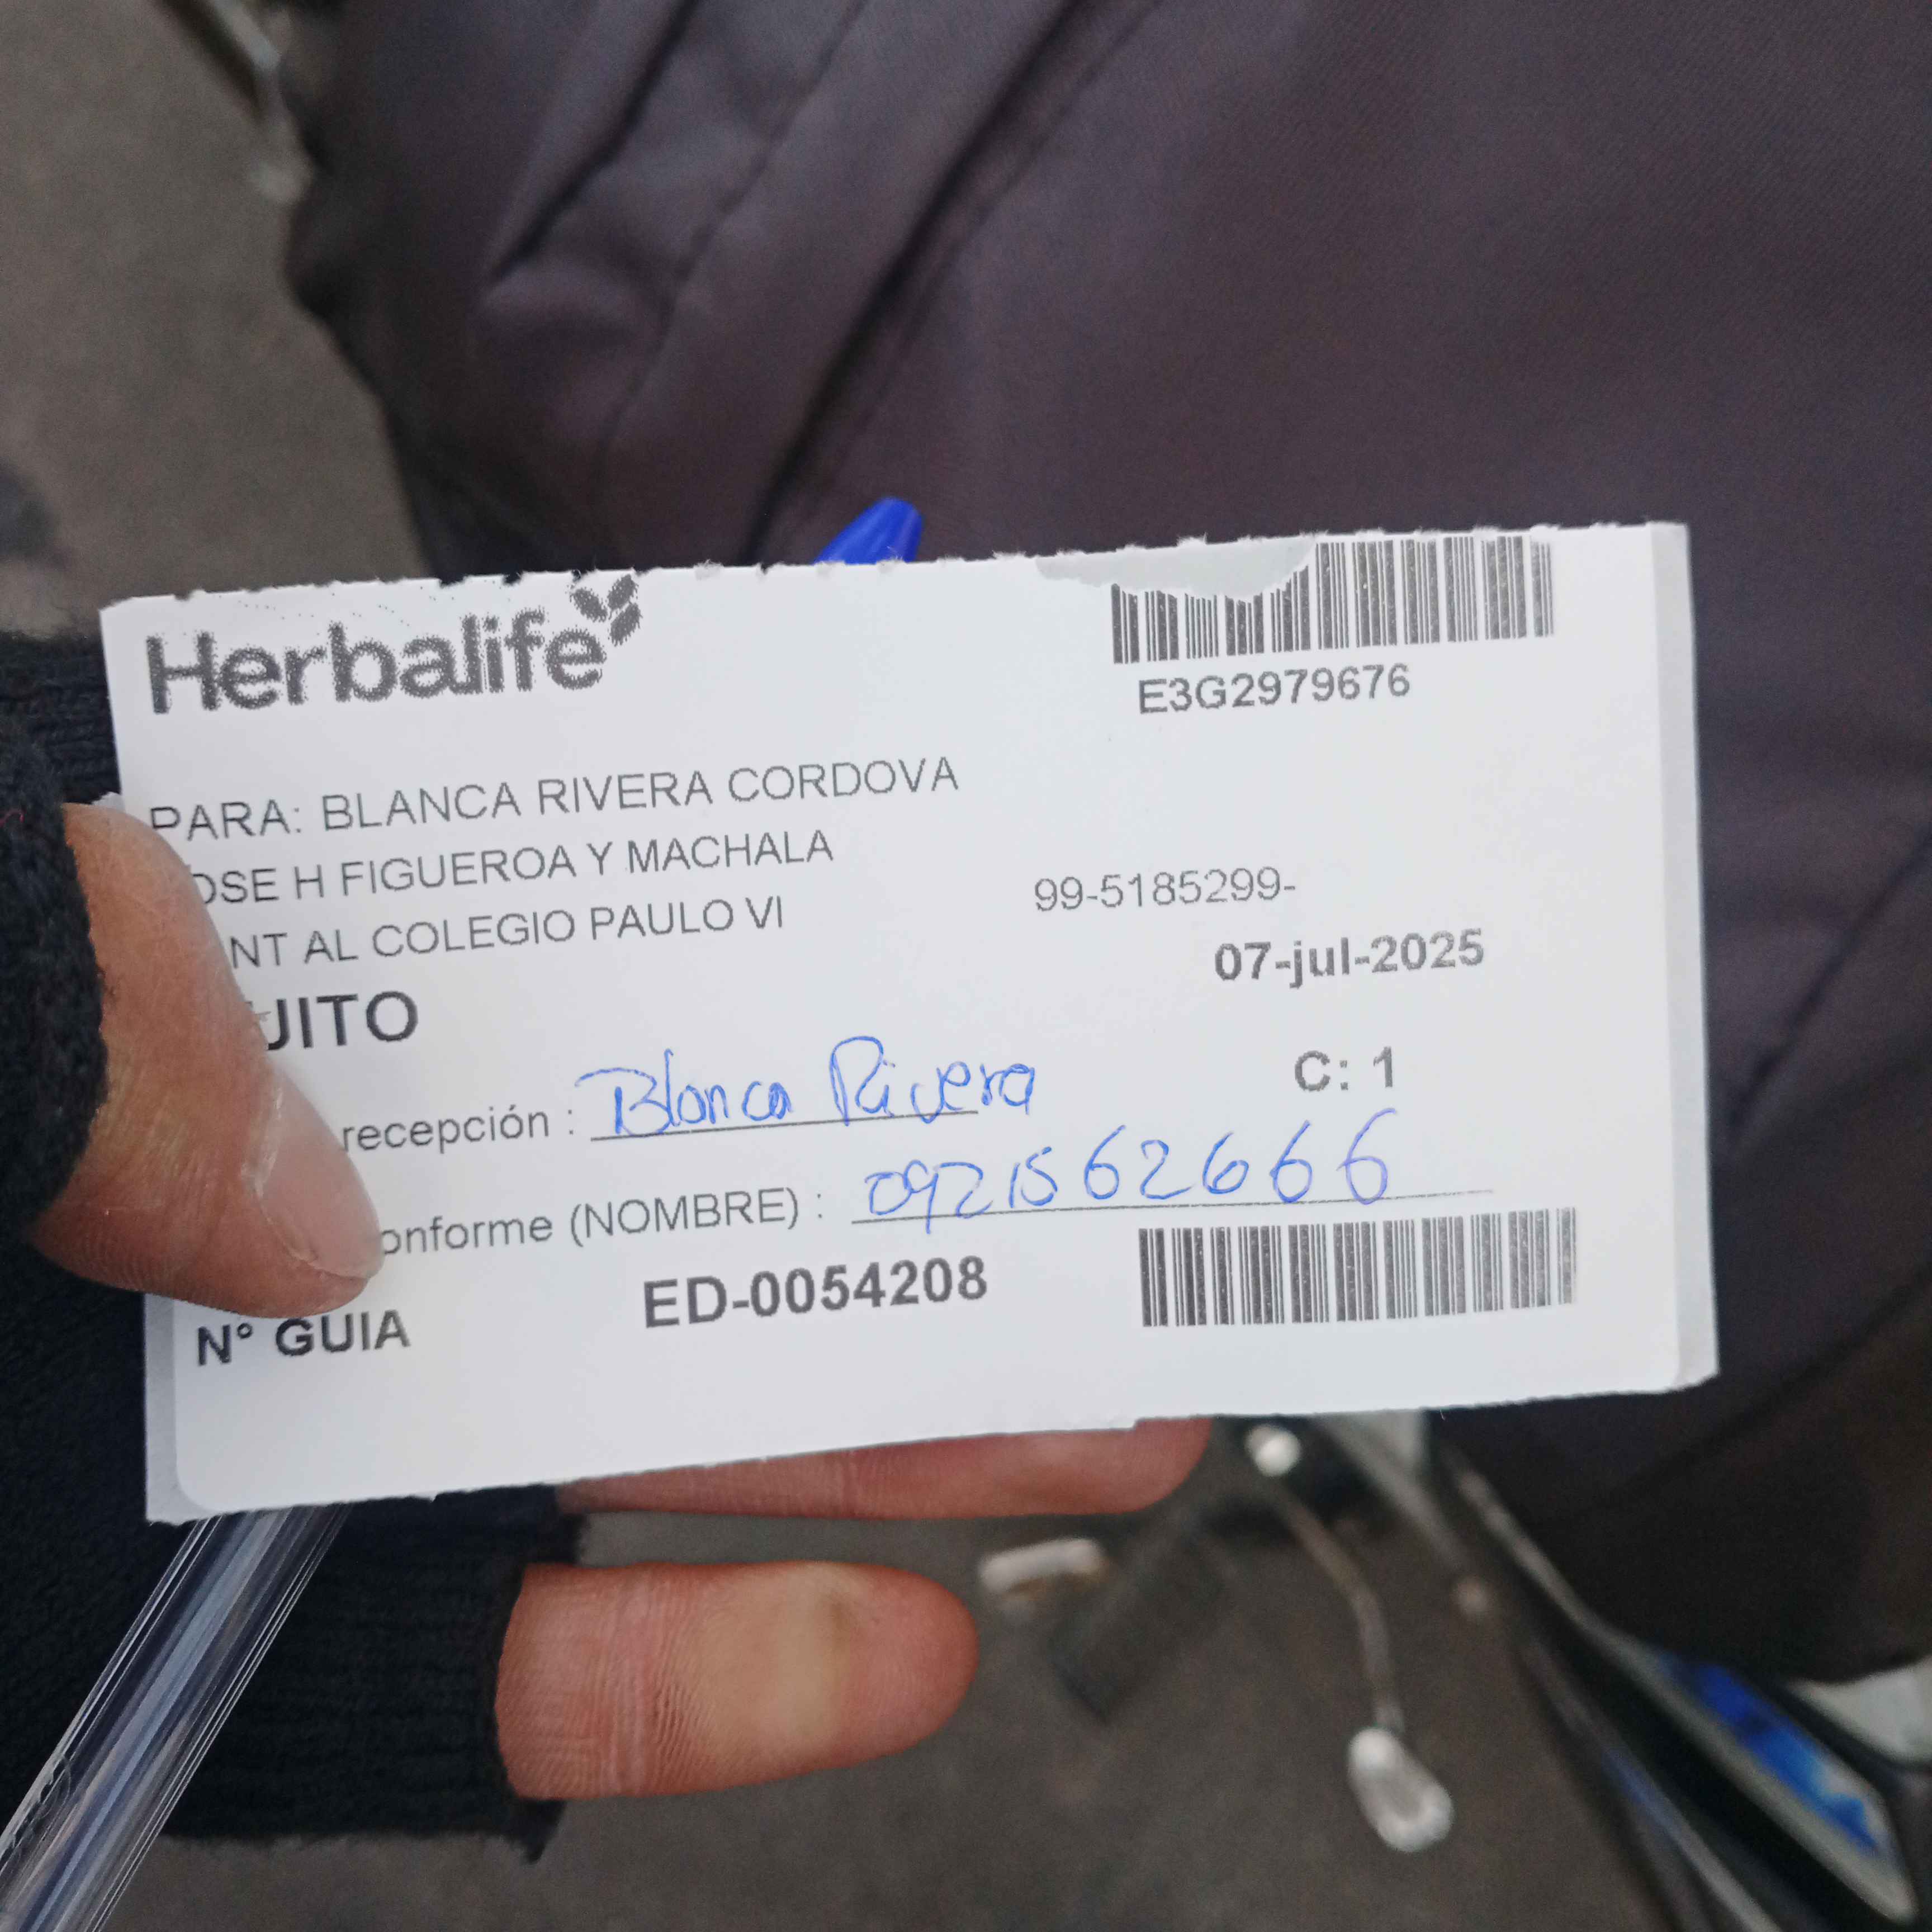 Herbalife
E3G2979676
PARA: BLANCA RIVERA CORDOVA
OSE H FIGUEROA Y MACHALA
NT AL COLEGIO PAULO VI
99-5185299-
07-jul-2025
UITO
C: 1
recepción : Blanca Rivera
onforme (NOMBRE) : 0921562666
N° GUIA ED-0054208